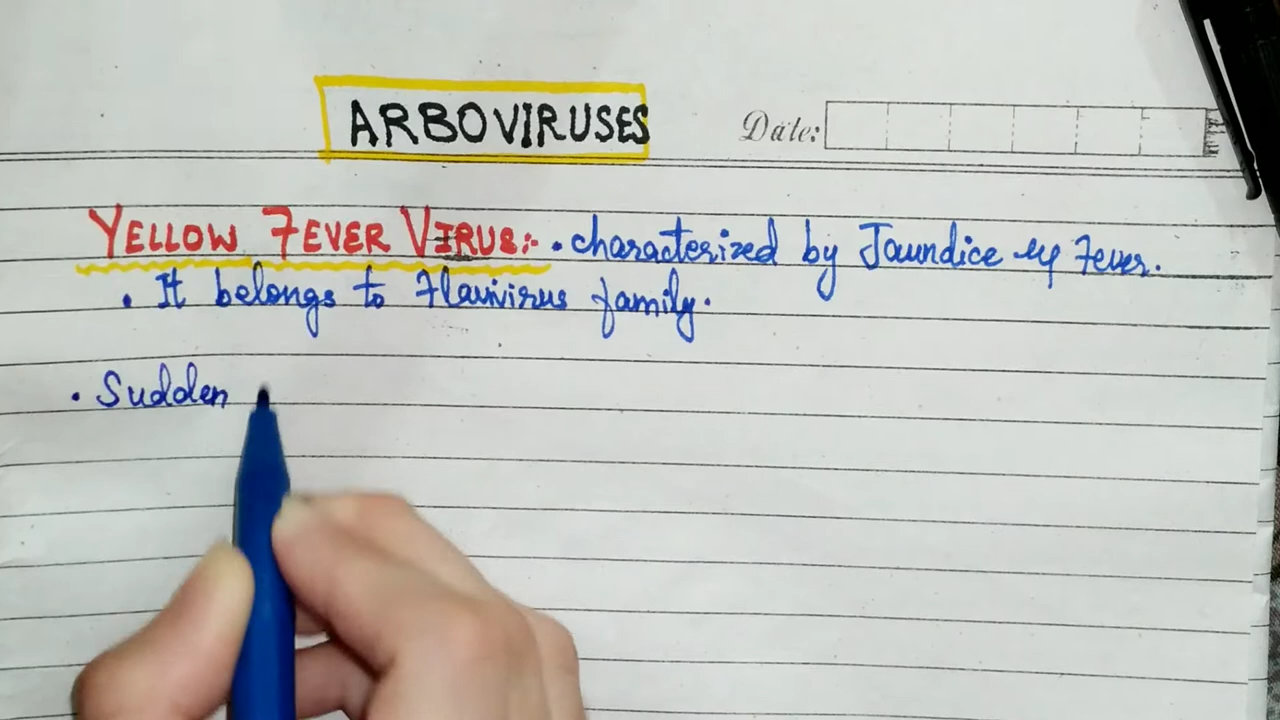 ARBOVIRUSES
Date:
YELLOW FEVER VIRUS:- • characterized by Jaundice & Fever.
• It belongs to Flavivirus family.
• Sudden